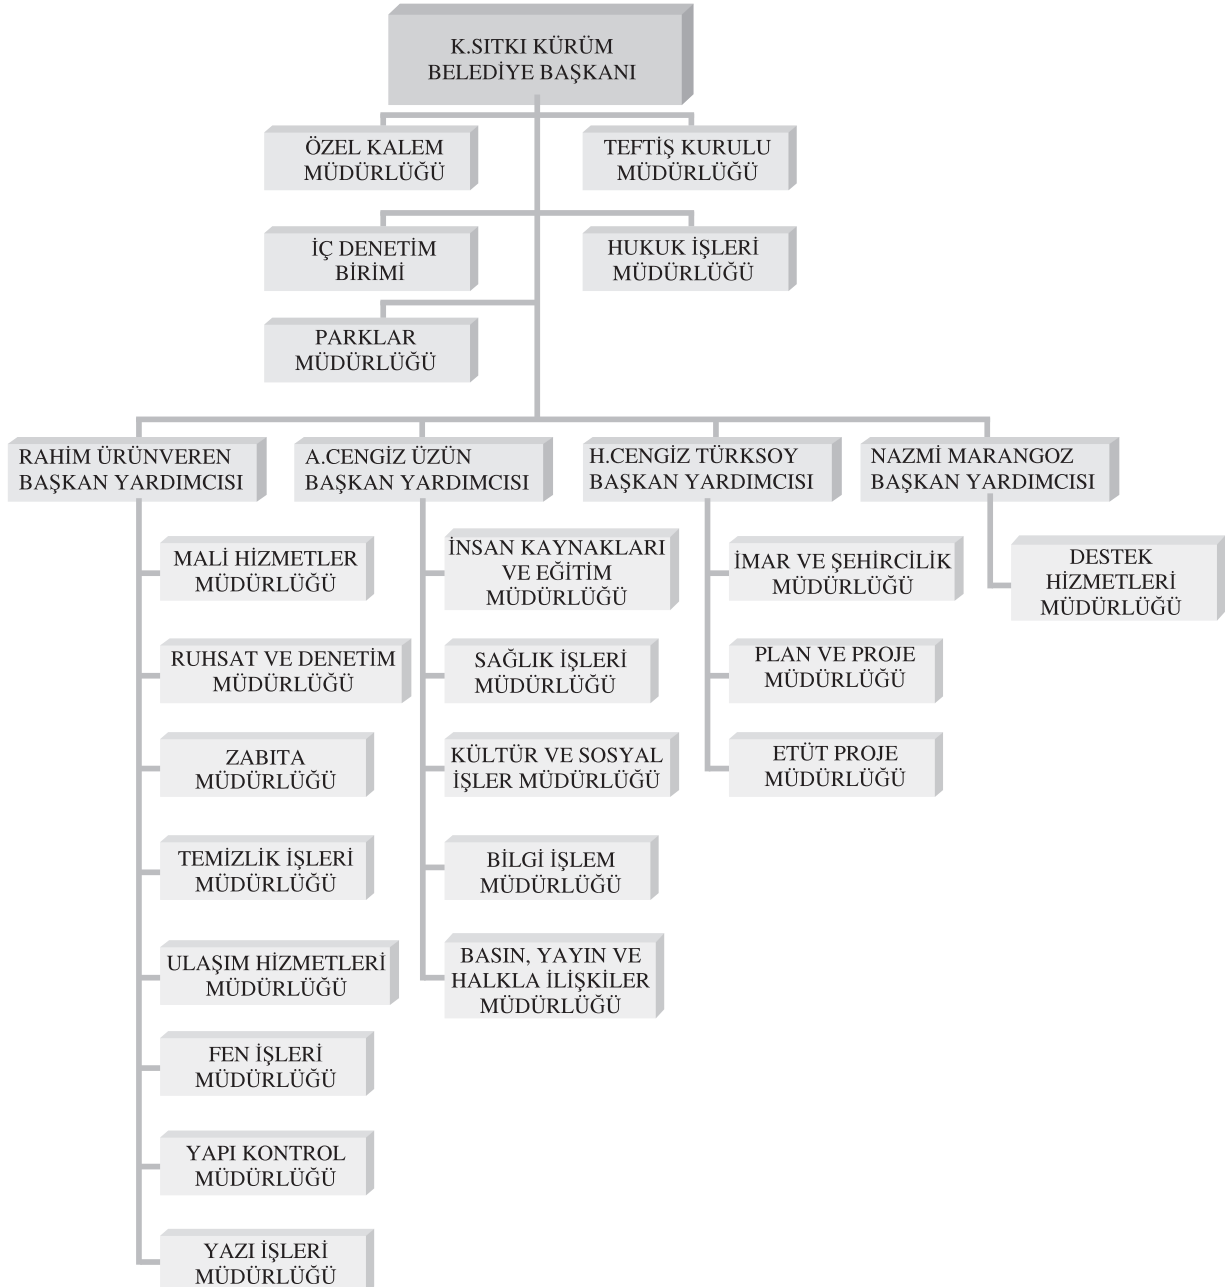 K.SITKI KÜRÜM
BELEDİYE BAŞKANI
ÖZEL KALEM
MÜDÜRLÜĞÜ
TEFTİŞ KURULU
MÜDÜRLÜĞÜ
İÇ DENETİM
BİRİMİ
HUKUK İŞLERİ
MÜDÜRLÜĞÜ
PARKLAR
MÜDÜRLÜĞÜ
RAHİM ÜRÜNVEREN
BAŞKAN YARDIMCISI
MALİ HİZMETLER
MÜDÜRLÜĞÜ
RUHSAT VE DENETİM
MÜDÜRLÜĞÜ
ZABITA
MÜDÜRLÜĞÜ
TEMİZLİK İŞLERİ
MÜDÜRLÜĞÜ
ULAŞIM HİZMETLERİ
MÜDÜRLÜĞÜ
FEN İŞLERİ
MÜDÜRLÜĞÜ
YAPI KONTROL
MÜDÜRLÜĞÜ
YAZI İŞLERİ
MÜDÜRLÜĞÜ
A.CENGİZ ÜZÜN
BAŞKAN YARDIMCISI
İNSAN KAYNAKLARI
VE EĞİTİM
MÜDÜRLÜĞÜ
SAĞLIK İŞLERİ
MÜDÜRLÜĞÜ
KÜLTÜR VE SOSYAL
İŞLER MÜDÜRLÜĞÜ
BİLGİ İŞLEM
MÜDÜRLÜĞÜ
BASIN, YAYIN VE
HALKLA İLİŞKİLER
MÜDÜRLÜĞÜ
H.CENGİZ TÜRKSOY
BAŞKAN YARDIMCISI
İMAR VE ŞEHİRCİLİK
MÜDÜRLÜĞÜ
PLAN VE PROJE
MÜDÜRLÜĞÜ
ETÜT PROJE
MÜDÜRLÜĞÜ
NAZMİ MARANGOZ
BAŞKAN YARDIMCISI
DESTEK
HİZMETLERİ
MÜDÜRLÜĞÜ